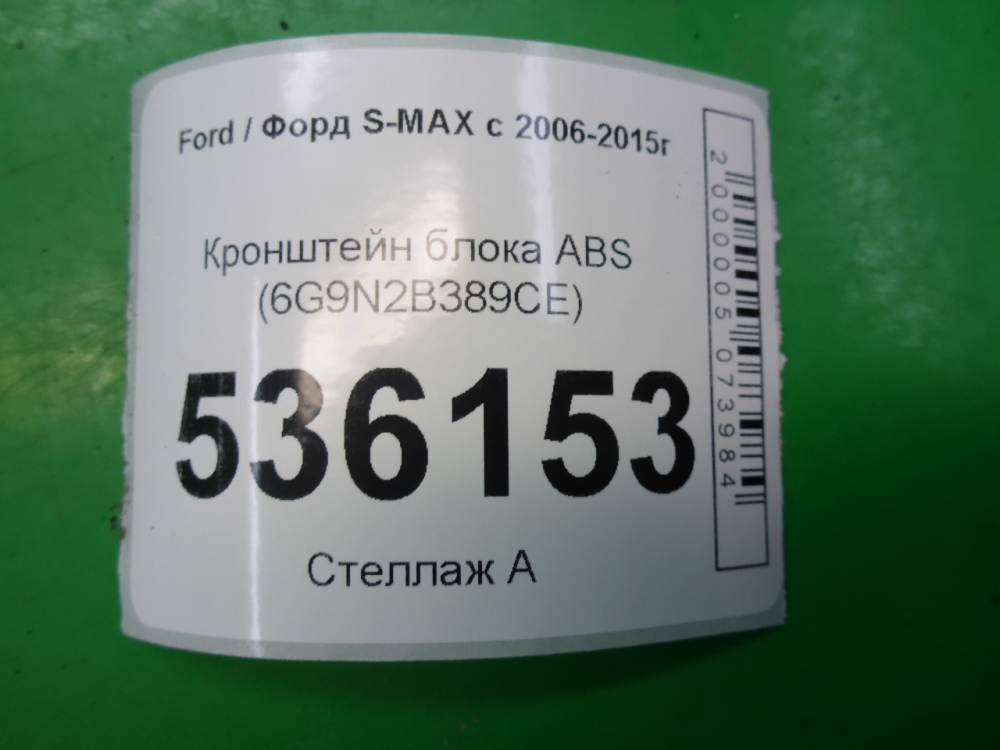 Ford / Форд S-MAX с 2006-2015г
Кронштейн блока ABS
(6G9N2B389CE)
536153
Стеллаж А
2000005073984